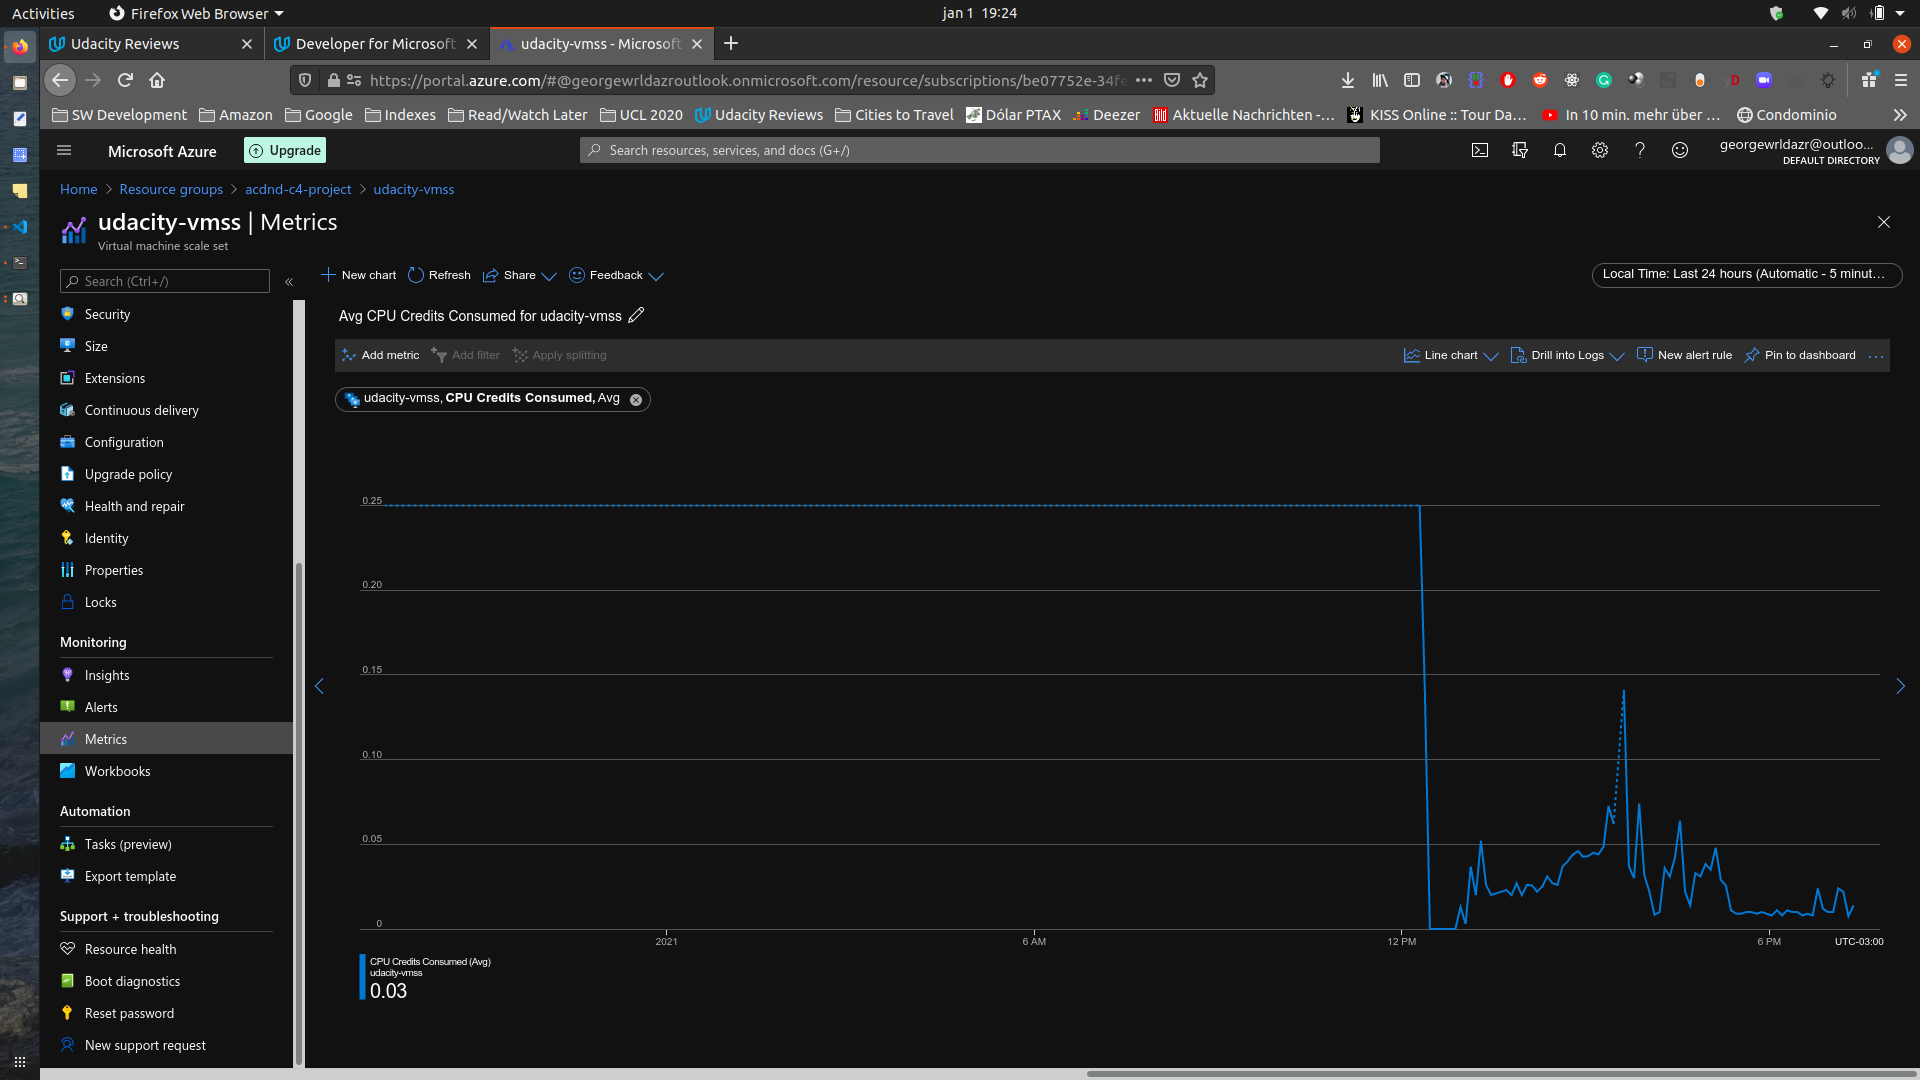 Activities
Firefox Web Browser
jan 1 19:24
Udacity Reviews
Developer for Microsoft
udacity-vmss - Microsoft
https://portal.azure.com/#@georgewrldazroutlook.onmicrosoft.com/resource/subscriptions/be07752e-34fe
SW Development
Amazon
Google
Indexes
Read/Watch Later
UCL 2020
Udacity Reviews
Cities to Travel
Dólar PTAX
Deezer
Aktuelle Nachrichten -...
KISS Online :: Tour Da...
In 10 min. mehr über ...
Condominio
Microsoft Azure
Upgrade
Search resources, services, and docs (G+/)
georgewrldazr@outloo...
DEFAULT DIRECTORY
Home > Resource groups > acdnd-c4-project > udacity-vmss
udacity-vmss | Metrics
Virtual machine scale set
Search (Ctrl+/)
New chart
Refresh
Share
Feedback
Local Time: Last 24 hours (Automatic - 5 minut...
Security
Size
Extensions
Continuous delivery
Configuration
Upgrade policy
Health and repair
Identity
Properties
Locks
Monitoring
Insights
Alerts
Metrics
Workbooks
Automation
Tasks (preview)
Export template
Support + troubleshooting
Resource health
Boot diagnostics
Reset password
New support request
Avg CPU Credits Consumed for udacity-vmss
Add metric
Add filter
Apply splitting
Line chart
Drill into Logs
New alert rule
Pin to dashboard
udacity-vmss, CPU Credits Consumed, Avg
0.25
0.20
0.15
0.10
0.05
0
2021
6 AM
12 PM
6 PM
UTC-03:00
CPU Credits Consumed (Avg)
udacity-vmss
0.03